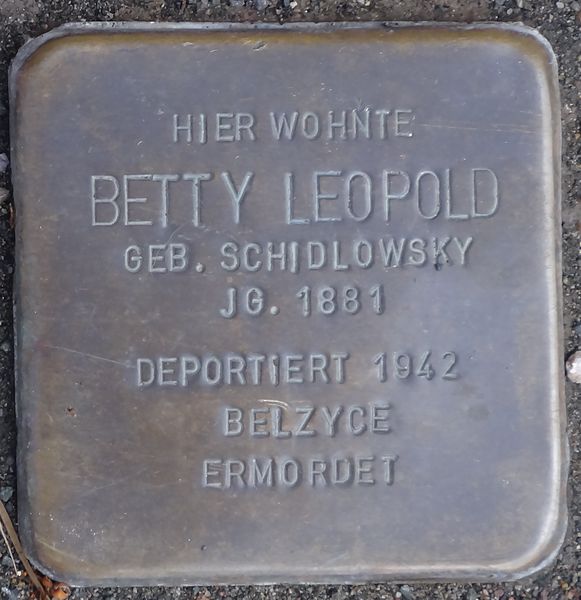 HIER WOHNTE
BETTY LEOPOLD
GEB. SCHIDLOWSKY
JG. 1881
DEPORTIERT 1942
BELZYCE
ERMORDET